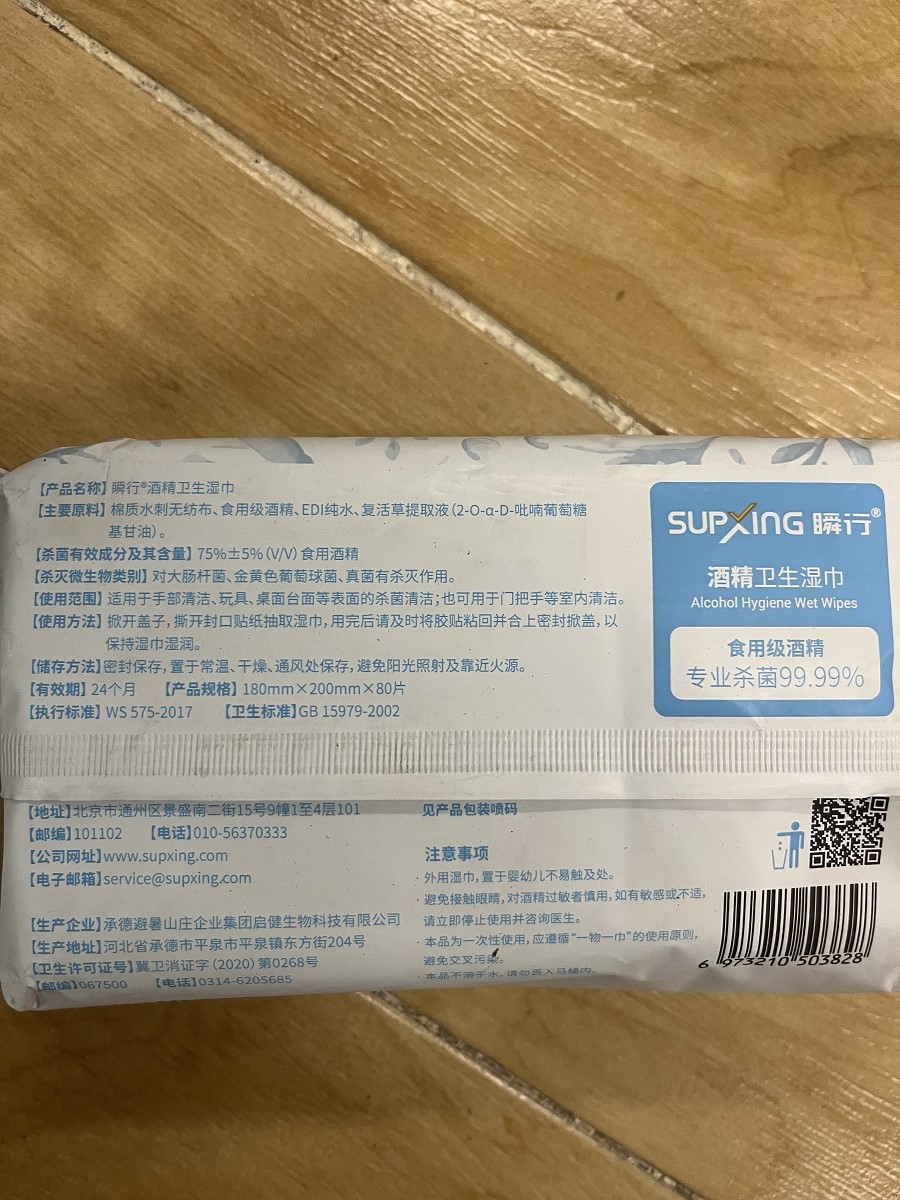 【产品名称】瞬行®酒精卫生湿巾
【主要原料】棉质水刺无纺布、食用级酒精、EDI纯水、复活草提取液(2-O-α-D-吡喃葡萄糖
基甘油)。
【杀菌有效成分及其含量】75%±5%(V/V)食用酒精
【杀灭微生物类别】对大肠杆菌、金黄色葡萄球菌、真菌有杀灭作用。
【使用范围】适用于手部清洁、玩具、桌面台面等表面的杀菌清洁;也可用于门把手等室内清洁。
【使用方法】掀开盖子,撕开封口贴纸抽取湿巾,用完后请及时将胶贴粘回并合上密封掀盖,以
保持湿巾湿润。
【储存方法】密封保存,置于常温、干燥、通风处保存,避免阳光照射及靠近火源。
【有效期】24个月 【产品规格】180mm×200mm×80片
【执行标准】WS 575-2017 【卫生标准】GB 15979-2002
SUPXING 瞬行®
酒精卫生湿巾
Alcohol Hygiene Wet Wipes
食用级酒精
专业杀菌99.99%
【地址】北京市通州区景盛南二街15号9幢1至4层101
【邮编】101102 【电话】010-56370333
【公司网址】www.supxing.com
【电子邮箱】service@supxing.com
【生产企业】承德避暑山庄企业集团启健生物科技有限公司
【生产地址】河北省承德市平泉市平泉镇东方街204号
【卫生许可证号】冀卫消证字(2020)第0268号
【邮编】067500 【电话】0314-6205685
见产品包装喷码
注意事项
·外用湿巾,置于婴幼儿不易触及处。
·避免接触眼睛,对酒精过敏者慎用,如有敏感或不适,
请立即停止使用并咨询医生。
·本品为一次性使用,应遵循“一物一巾”的使用原则,
避免交叉污染。
·本品不溶于水,请勿丢入马桶内。
6 973210 503828